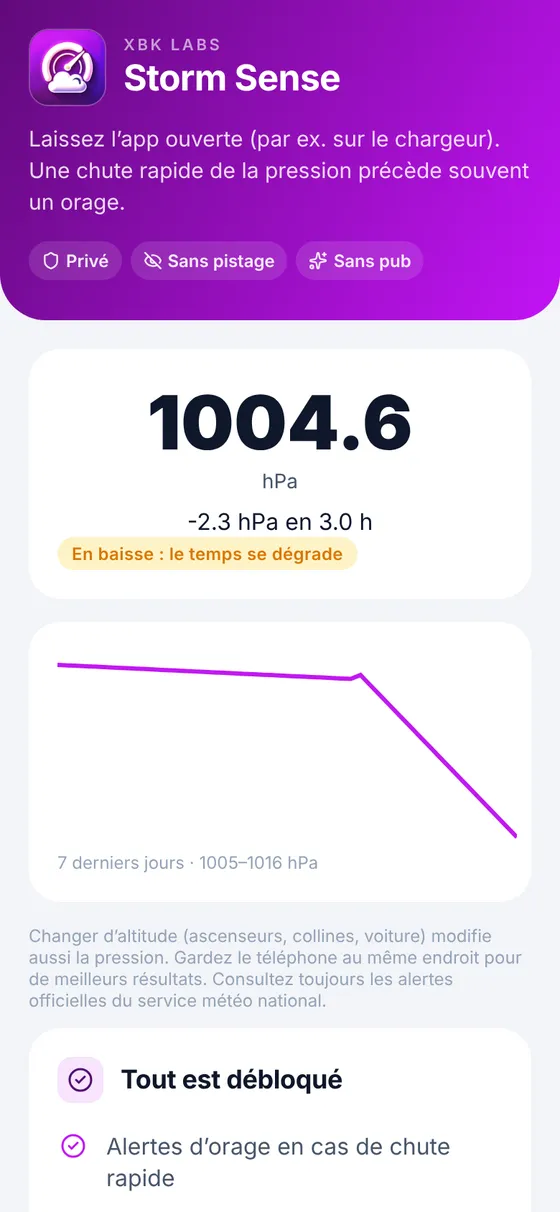 XBK LABS
Storm Sense
Laissez l’app ouverte (par ex. sur le chargeur).
Une chute rapide de la pression précède souvent
un orage.
Privé
Sans pistage
Sans pub
1004.6
hPa
-2.3 hPa en 3.0 h
En baisse : le temps se dégrade
7 derniers jours · 1005–1016 hPa
Changer d’altitude (ascenseurs, collines, voiture) modifie
aussi la pression. Gardez le téléphone au même endroit pour
de meilleurs résultats. Consultez toujours les alertes
officielles du service météo national.
Tout est débloqué
Alertes d’orage en cas de chute
rapide